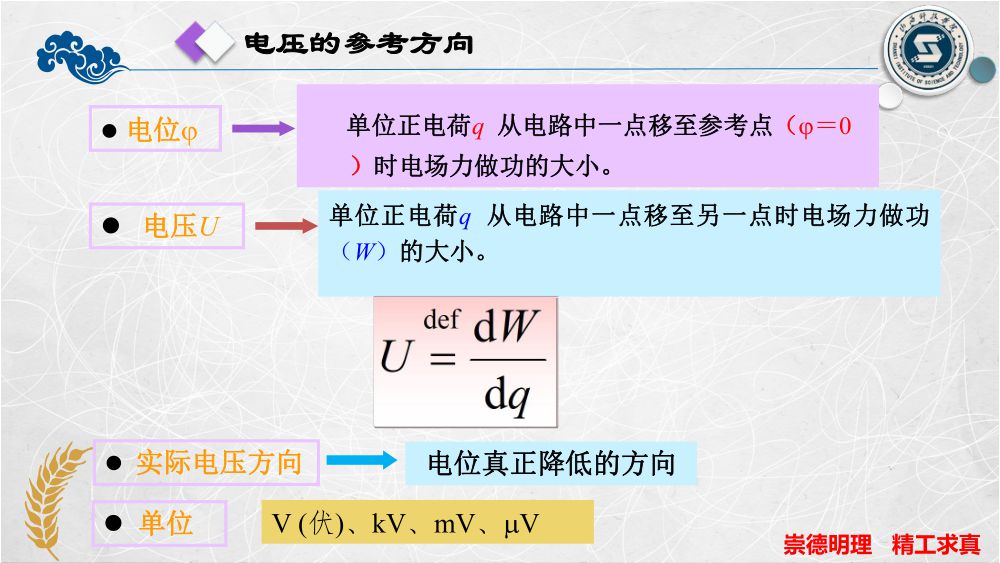 电压的参考方向
● 电位φ
单位正电荷q 从电路中一点移至参考点（φ＝0
）时电场力做功的大小。
● 电压U
单位正电荷q 从电路中一点移至另一点时电场力做功
（W）的大小。
def
U = dW
dq
● 实际电压方向
电位真正降低的方向
● 单位
V (伏)、kV、mV、μV
崇德明理 精工求真